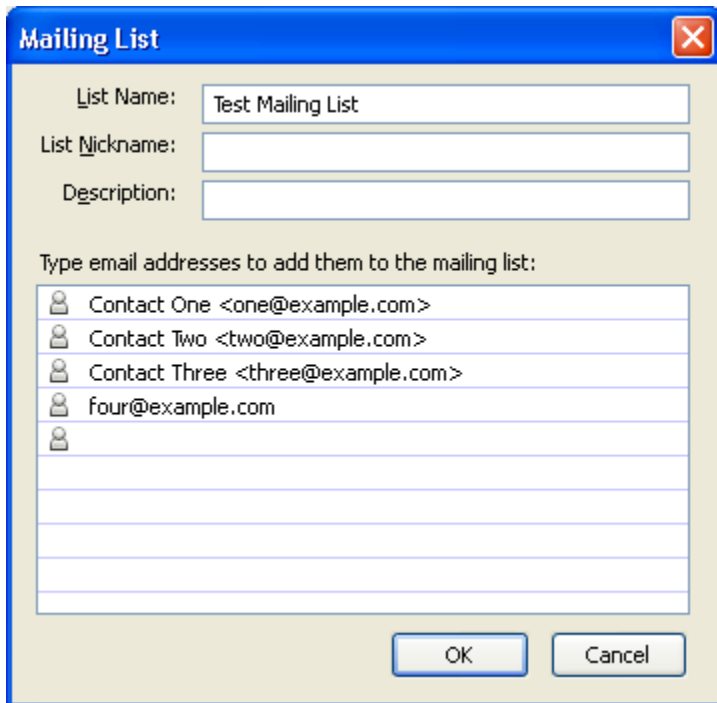 Mailing List
List Name: Test Mailing List
List Nickname:
Description:
Type email addresses to add them to the mailing list:
Contact One <one@example.com>
Contact Two <two@example.com>
Contact Three <three@example.com>
four@example.com
OK Cancel